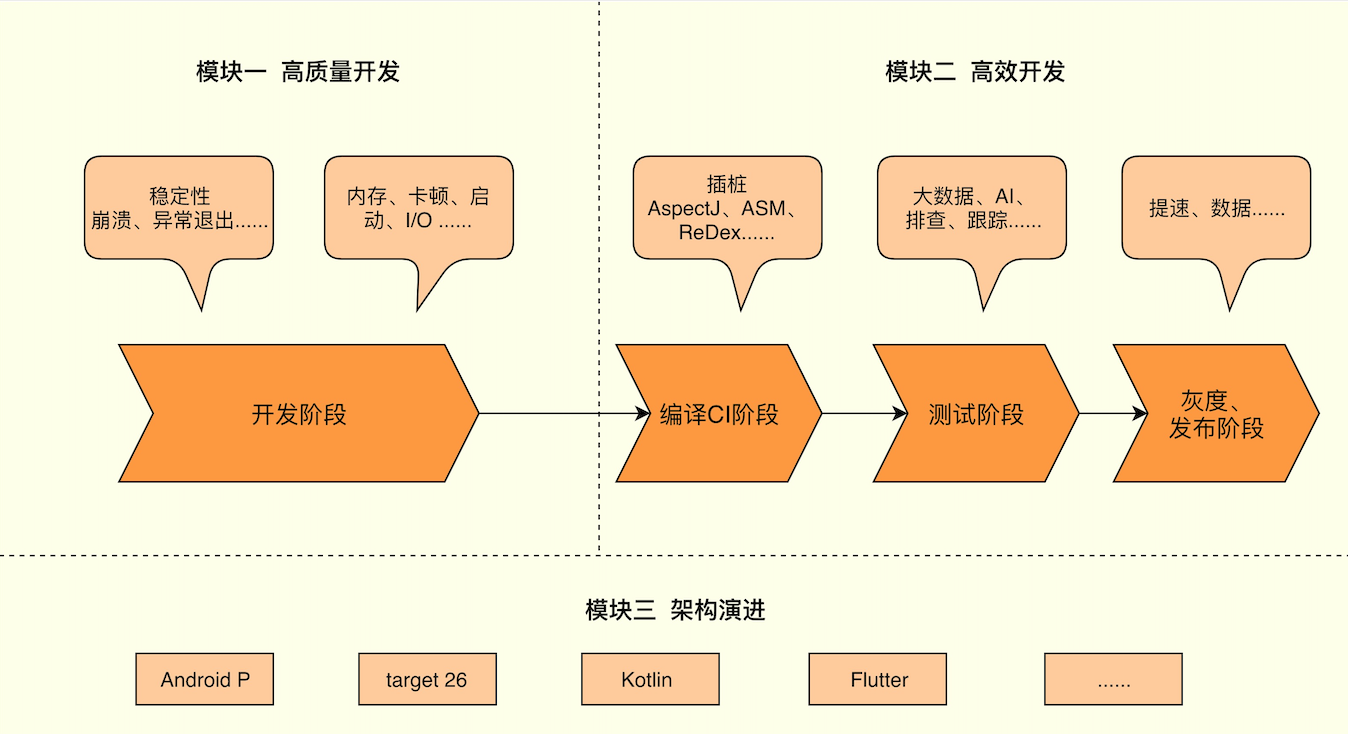 模块一 高质量开发
模块二 高效开发
稳定性
崩溃、异常退出......
内存、卡顿、启
动、I/O ......
插桩
AspectJ、ASM、
ReDex......
大数据、AI、
排查、跟踪......
提速、数据......
开发阶段
编译CI阶段
测试阶段
灰度、
发布阶段
模块三 架构演进
Android P
target 26
Kotlin
Flutter
......